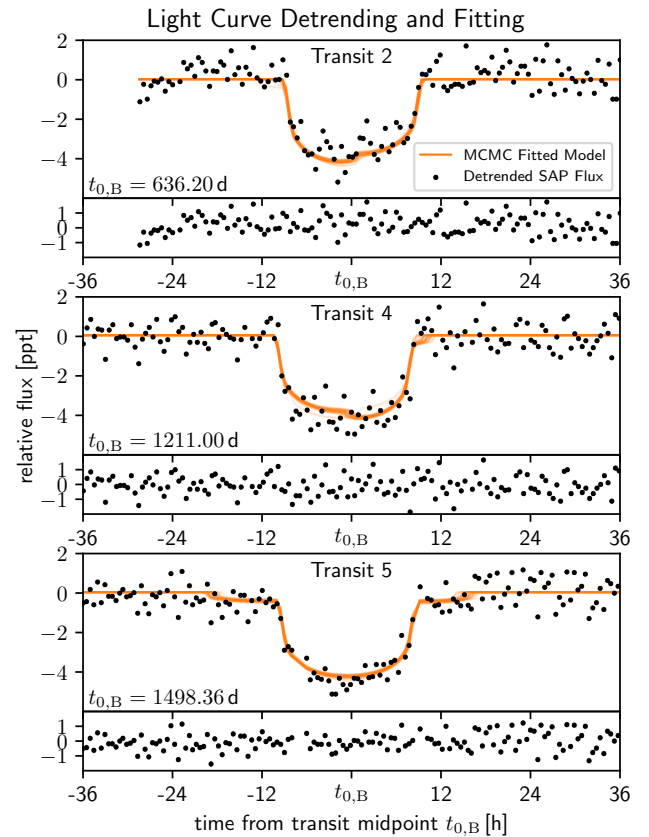 Light Curve Detrending and Fitting
2
0
−2
−4
Transit 2
MCMC Fitted Model
Detrended SAP Flux
t0,B = 636.20 d
1
0
−1
-36 -24 -12 t0,B 12 24 36
2
0
−2
−4
Transit 4
t0,B = 1211.00 d
relative flux [ppt]
1
0
−1
-36 -24 -12 t0,B 12 24 36
2
0
−2
−4
Transit 5
t0,B = 1498.36 d
1
0
−1
-36 -24 -12 t0,B 12 24 36
time from transit midpoint t0,B [h]